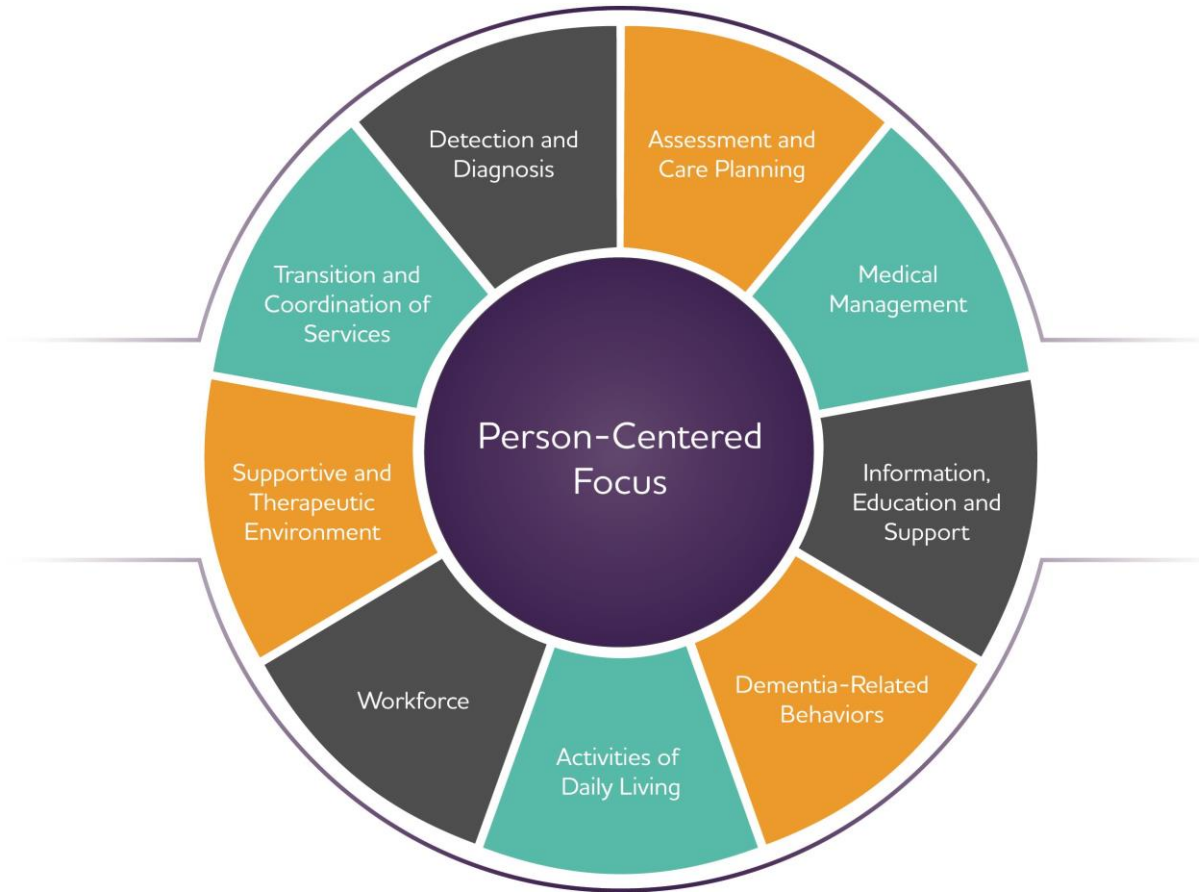 Detection and
Diagnosis
Assessment and
Care Planning
Medical
Management
Information,
Education and
Support
Dementia-Related
Behaviors
Activities of
Daily Living
Workforce
Supportive and
Therapeutic
Environment
Transition and
Coordination of
Services
Person-Centered
Focus